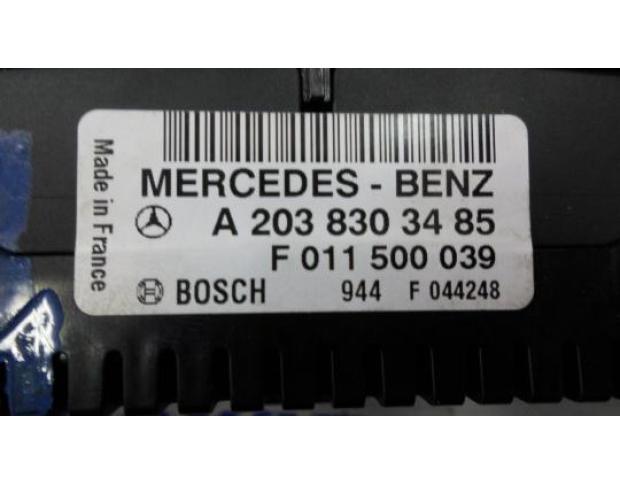 Made in France
MERCEDES - BENZ
A 203 830 34 85
F 011 500 039
BOSCH 944 F 044248